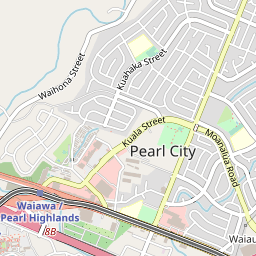 Waihona Street
Kuahaka Street
Kuala Street
Moanalua Road
Pearl City
Waiawa /
Pearl Highlands
8B
Waiau